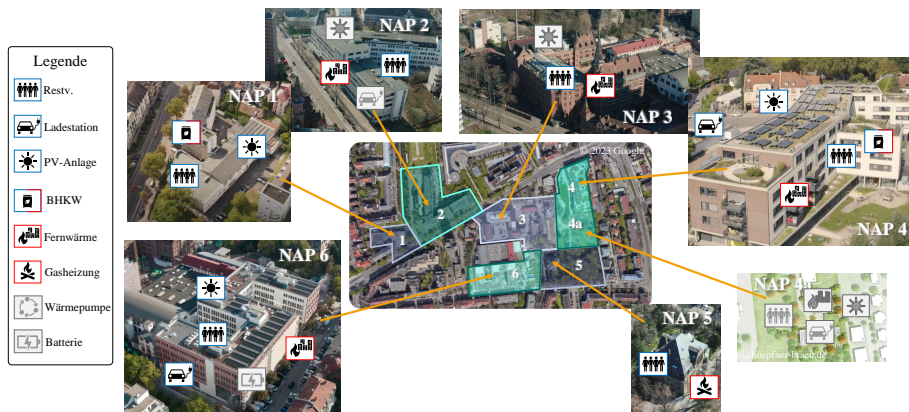 Legende
Restv.
Ladestation
PV-Anlage
BHKW
Fernwärme
Gasheizung
Wärmepumpe
Batterie
NAP 1
NAP 2
NAP 3
NAP 4
© 2023 Google
1
2
3
4
4a
5
6
NAP 6
NAP 5
NAP 4a
© hoepfner-braeu.de